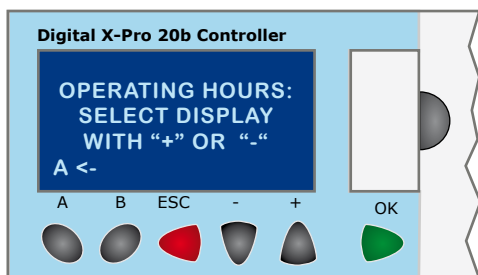 Digital X-Pro 20b Controller
OPERATING HOURS:
SELECT DISPLAY
WITH “+” OR “-“
A <-
A B ESC - + OK